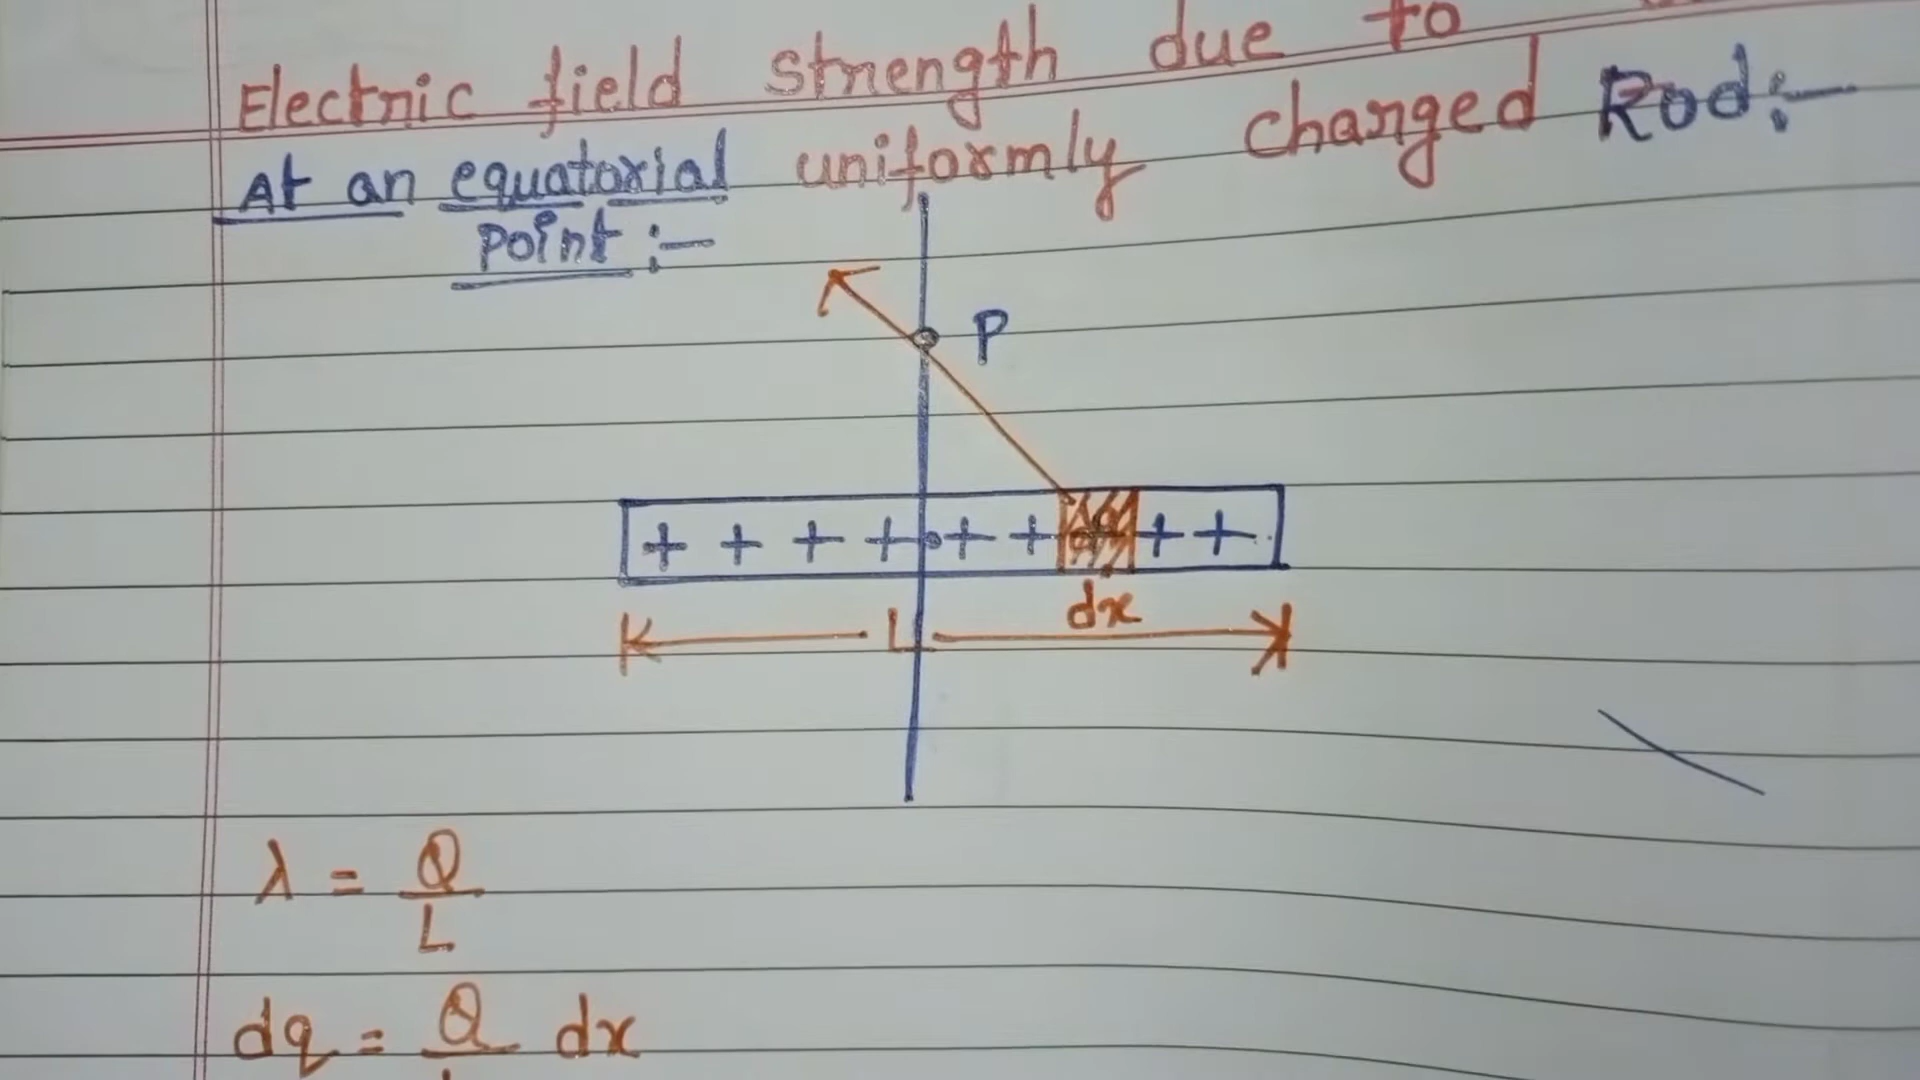 Electric field strength due to
uniformly charged Rod:-
At an equatorial
point :-
P
+ + + + + + + + +
dx
L
λ = Q
L
dq = Q dx